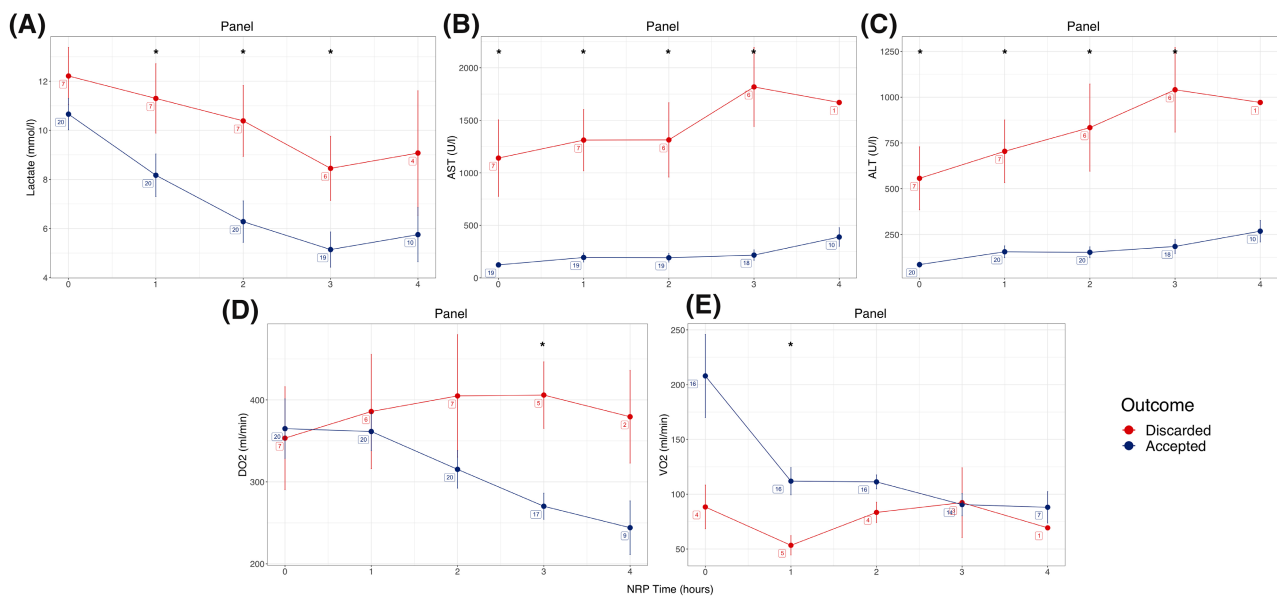 (A)
Panel
* * *
Lactate (mmol/l)
12
10
8
6
4
7 7 7 6 4
20 20 20 19 10
0 1 2 3 4
(B)
Panel
* * * *
AST (U/l)
2000
1500
1000
500
0
7 7 6 6 1
19 19 19 18 10
0 1 2 3 4
(C)
Panel
* * * *
ALT (U/l)
1250
1000
750
500
250
7 7 6 6 1
20 20 20 18 10
0 1 2 3 4
(D)
Panel
*
DO2 (ml/min)
400
300
200
7 6 7 5 2
20 20 20 17 9
0 1 2 3 4
(E)
Panel
*
VO2 (ml/min)
250
200
150
100
50
16 16 16 7
4 5 4 1
0 1 2 3 4
NRP Time (hours)
Outcome
Discarded
Accepted